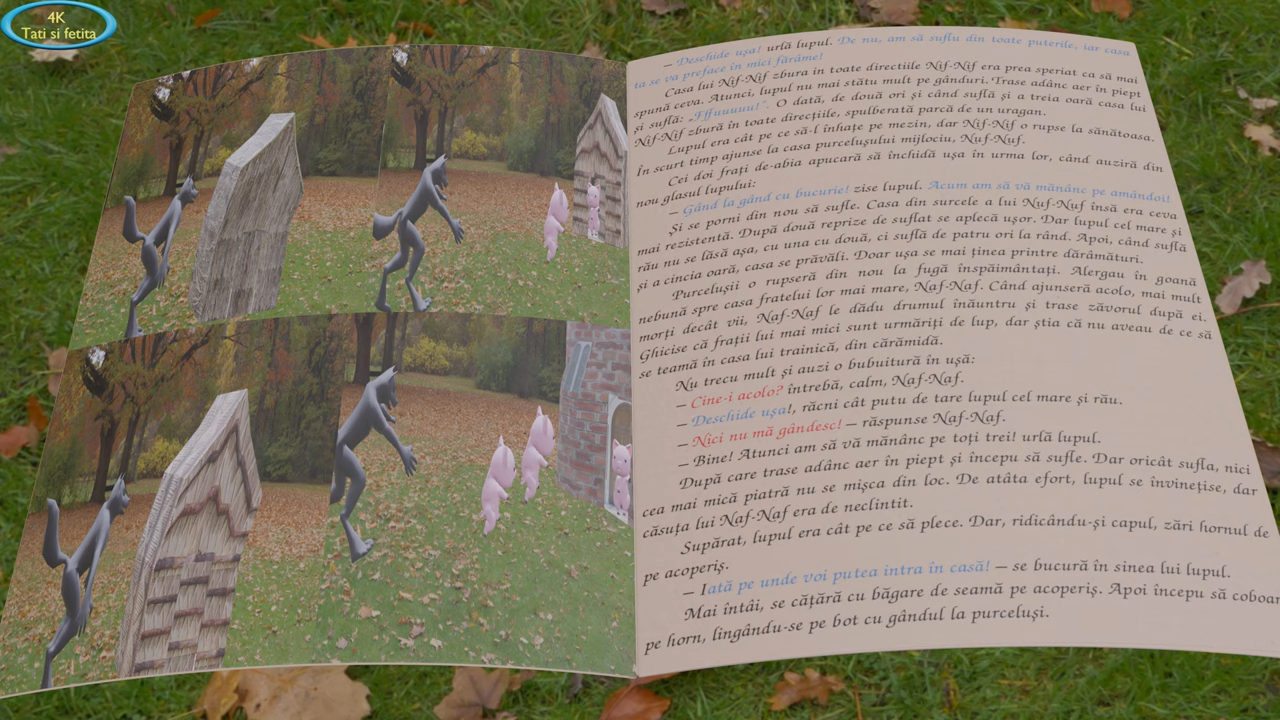 4K
Tati si fetita
– Deschide ușa! urlă lupul. De nu, am să suflu din toate puterile, iar casa
ta se va preface în mici fărâme!
Casa lui Nif-Nif zbura in toate directiile Nif-Nif era prea speriat ca să mai
spună ceva. Atunci, lupul nu mai stătu mult pe gânduri. Trase adânc aer în piept
și suflă: „Fffuuuuu!”. O dată, de două ori și când suflă și a treia oară casa lui
Nif-Nif zbură în toate direcțiile, spulberată parcă de un uragan.
Lupul era cât pe ce să-l înhațe pe mezin, dar Nif-Nif o rupse la sănătoasa.
În scurt timp ajunse la casa purcelușului mijlociu, Nuf-Nuf.
Cei doi frați de-abia apucară să închidă ușa în urma lor, când auziră din
nou glasul lupului:
– Gând la gând cu bucurie! zise lupul. Acum am să vă mănânc pe amândoi!
Și se porni din nou să sufle. Casa din surcele a lui Nuf-Nuf însă era ceva
mai rezistentă. După două reprize de suflat se aplecă ușor. Dar lupul cel mare și
rău nu se lăsă așa, cu una cu două, ci suflă de patru ori la rând. Apoi, când suflă
și a cincia oară, casa se prăvăli. Doar ușa se mai ținea printre dărâmături.
Purcelușii o rupseră din nou la fugă înspăimântați. Alergau în goană
nebună spre casa fratelui lor mai mare, Naf-Naf. Când ajunseră acolo, mai mult
morți decât vii, Naf-Naf le dădu drumul înăuntru și trase zăvorul după ei.
Ghicise că frații lui mai mici sunt urmăriți de lup, dar știa că nu aveau de ce să
se teamă în casa lui trainică, din cărămidă.
Nu trecu mult și auzi o bubuitură în ușă:
– Cine-i acolo? întrebă, calm, Naf-Naf.
– Deschide ușa!, răcni cât putu de tare lupul cel mare și rău.
– Nici nu mă gândesc! – răspunse Naf-Naf.
– Bine! Atunci am să vă mănânc pe toți trei! urlă lupul.
După care trase adânc aer în piept și începu să sufle. Dar oricât sufla, nici
cea mai mică piatră nu se mișca din loc. De atâta efort, lupul se învinețise, dar
căsuța lui Naf-Naf era de neclintit.
Supărat, lupul era cât pe ce să plece. Dar, ridicându-și capul, zări hornul de
pe acoperiș.
– Iată pe unde voi putea intra în casă! – se bucură în sinea lui lupul.
Mai întâi, se cățără cu băgare de seamă pe acoperiș. Apoi începu să coboar
pe horn, lingându-se pe bot cu gândul la purceluși.